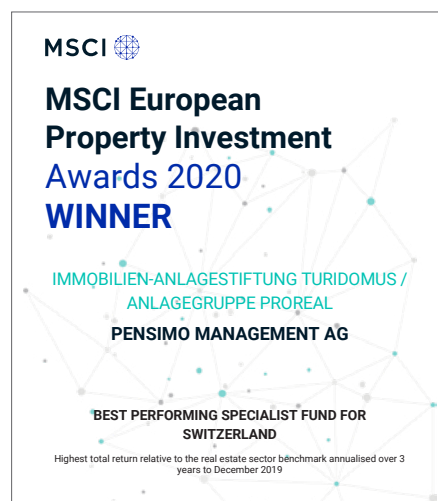 MSCI
MSCI European
Property Investment
Awards 2020
WINNER
IMMOBILIEN-ANLAGESTIFTUNG TURIDOMUS /
ANLAGEGRUPPE PROREAL
PENSIMO MANAGEMENT AG
BEST PERFORMING SPECIALIST FUND FOR
SWITZERLAND
Highest total return relative to the real estate sector benchmark annualised over 3
years to December 2019